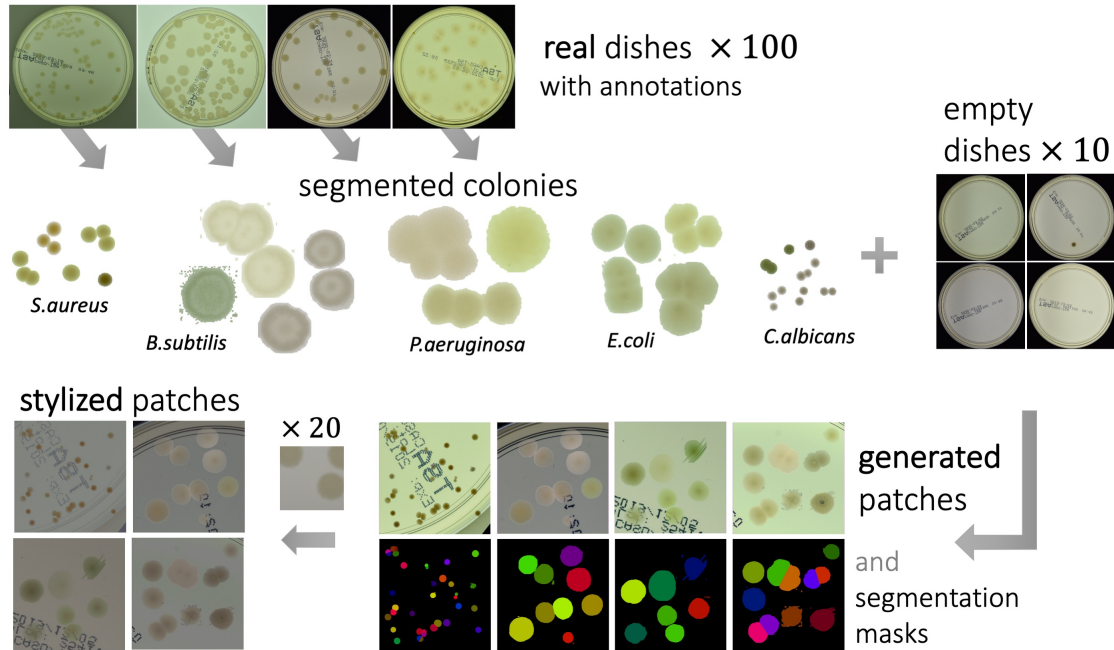 real dishes × 100
with annotations
empty
dishes × 10
segmented colonies
S.aureus
B.subtilis
P.aeruginosa
E.coli
C.albicans
stylized patches
× 20
generated
patches
and
segmentation
masks